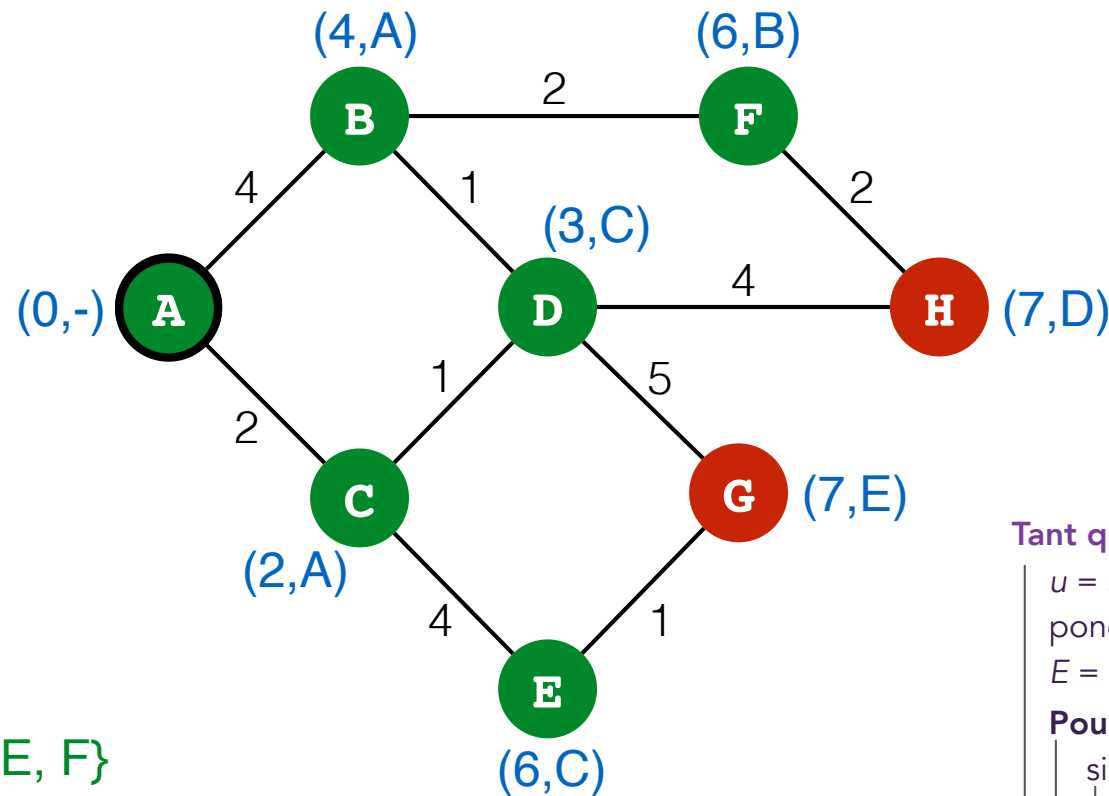 (4,A) (6,B)
B 2 F
4 1 2
(3,C)
(0,-) A D 4 H (7,D)
1 5
2
C G (7,E)
(2,A)
Tant
u =
4 1
E =
E
Pou
E, F}
(6,C)
si